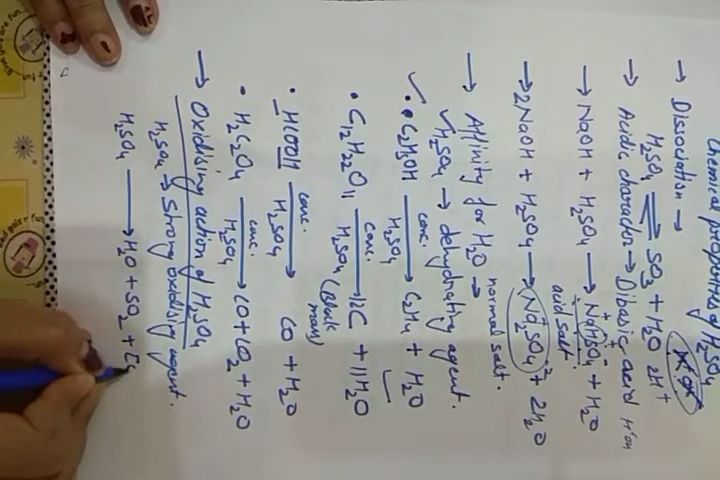 Chemical properties of H₂SO₄
→ Dissociation →
H₂SO₄ ⇌ SO₃ + H₂O
→ Acidic character → Dibasic acid 2H⁺
→ NaOH + H₂SO₄ → NaHSO₄ + H₂O
acid salt
→ 2NaOH + H₂SO₄ → Na₂SO₄ + 2H₂O
normal salt.
→ Affinity for H₂O →
H₂SO₄ → dehydrating agent.
• C₂H₅OH conc. H₂SO₄ → C₂H₄ + H₂O
• C₁₂H₂₂O₁₁ conc. H₂SO₄ → 12C + 11H₂O
(Black mass)
• HCOOH conc. H₂SO₄ → CO + H₂O
• H₂C₂O₄ conc. H₂SO₄ → CO + CO₂ + H₂O
→ Oxidising action of H₂SO₄
H₂SO₄ → Strong oxidising agent.
H₂SO₄ → H₂O + SO₂ +